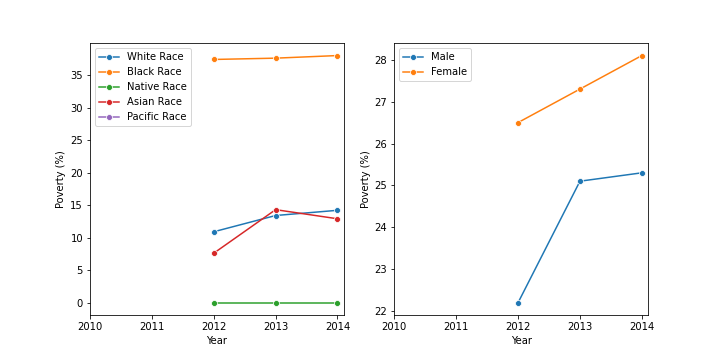 White Race
Black Race
Native Race
Asian Race
Pacific Race
35
30
25
20
15
10
5
0
Poverty (%)
2010 2011 2012 2013 2014
Year
Male
Female
28
27
26
25
24
23
22
Poverty (%)
2010 2011 2012 2013 2014
Year